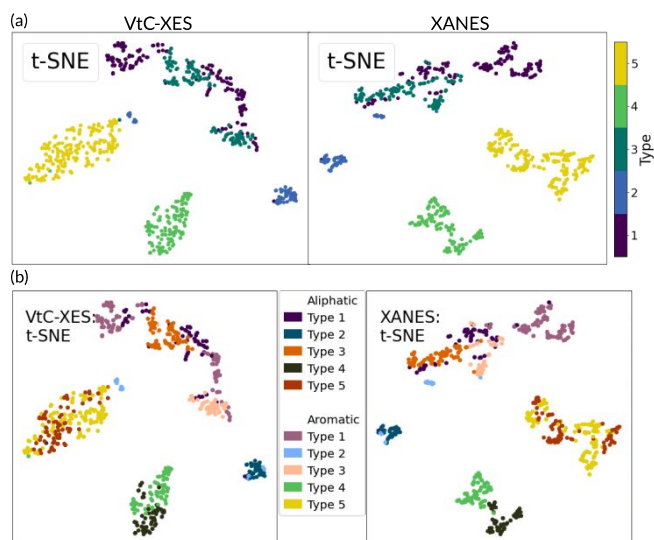 (a)
VtC-XES
XANES
t-SNE
t-SNE
5
4
3
2
1
Type
(b)
VtC-XES:
t-SNE
Aliphatic
Type 1
Type 2
Type 3
Type 4
Type 5
Aromatic
Type 1
Type 2
Type 3
Type 4
Type 5
XANES:
t-SNE